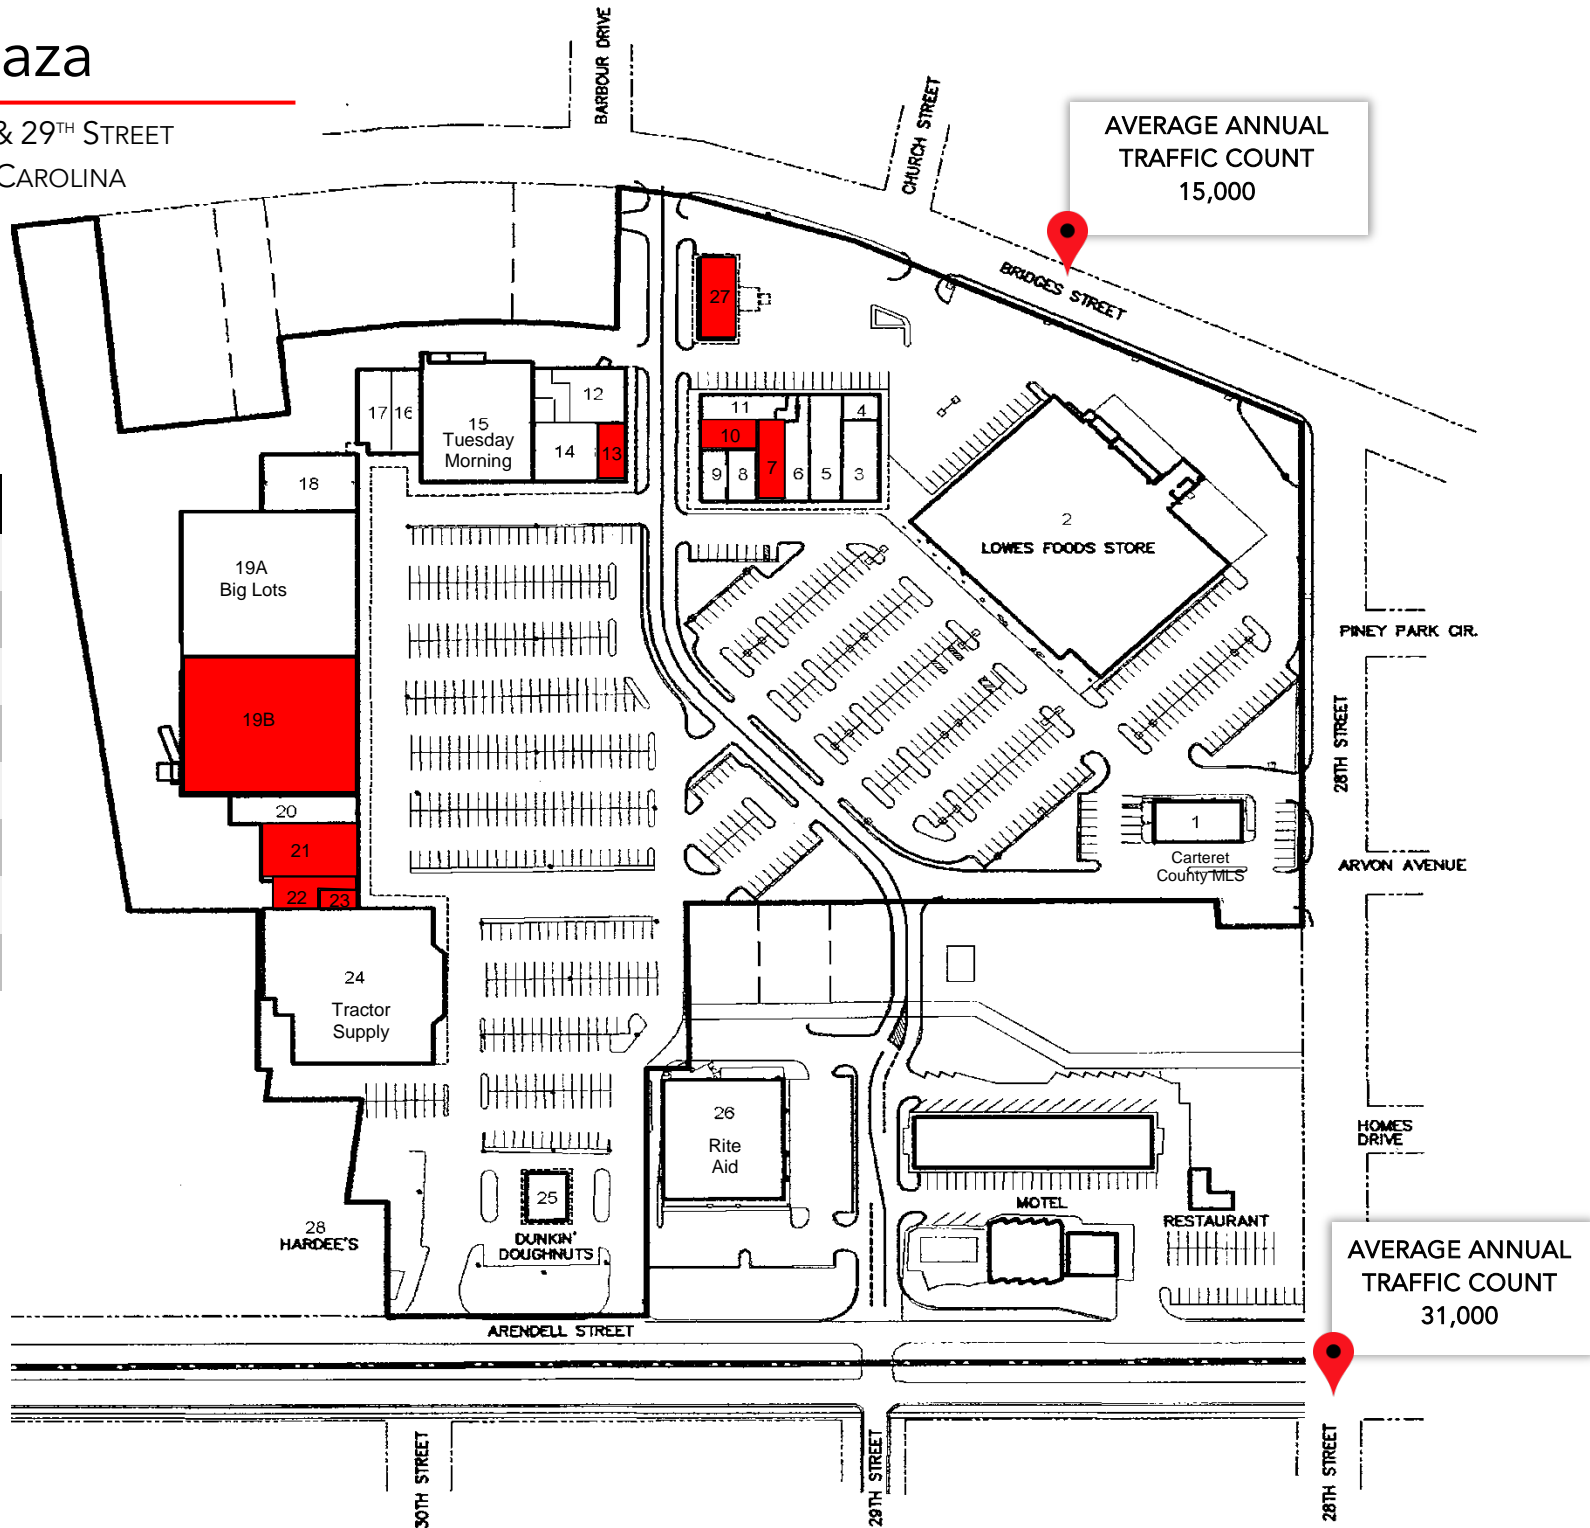 aza
& 29TH STREET
CAROLINA
BARBOUR DRIVE
CHURCH STREET
AVERAGE ANNUAL
TRAFFIC COUNT
15,000
BRIDGES STREET
27
17
16
15
Tuesday
Morning
12
14
13
11
10
9
8
7
6
5
4
3
2
LOWES FOODS STORE
18
19A
Big Lots
19B
20
21
22
23
24
Tractor
Supply
PINEY PARK CIR.
28TH STREET
1
Carteret
County MLS
ARVON AVENUE
26
Rite
Aid
HOMES
DRIVE
25
DUNKIN'
DOUGHNUTS
28
HARDEE'S
MOTEL
RESTAURANT
AVERAGE ANNUAL
TRAFFIC COUNT
31,000
ARENDELL STREET
30TH STREET
29TH STREET
28TH STREET